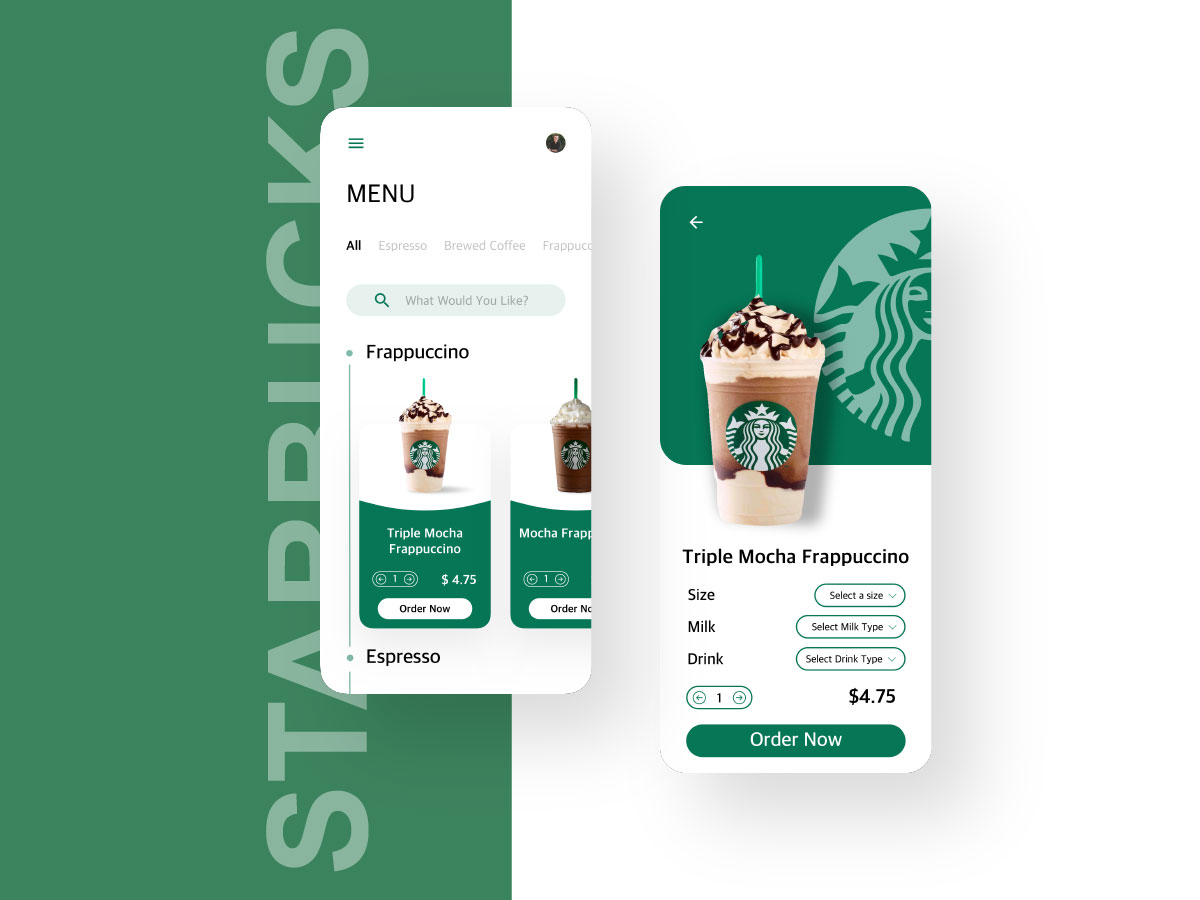 STARBUCKS
MENU
All Espresso Brewed Coffee Frappucc
What Would You Like?
Frappuccino
Triple Mocha
Frappuccino
1 $ 4.75
Order Now
Mocha Frapp
1
Order No
Espresso
Triple Mocha Frappuccino
Size Select a size
Milk Select Milk Type
Drink Select Drink Type
1 $4.75
Order Now